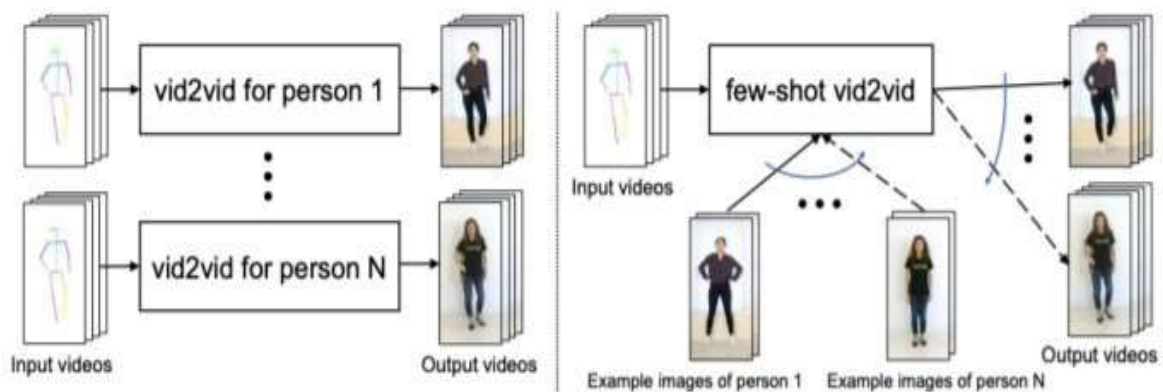 vid2vid for person 1
vid2vid for person N
Input videos
Output videos
few-shot vid2vid
Input videos
Example images of person 1
Example images of person N
Output videos